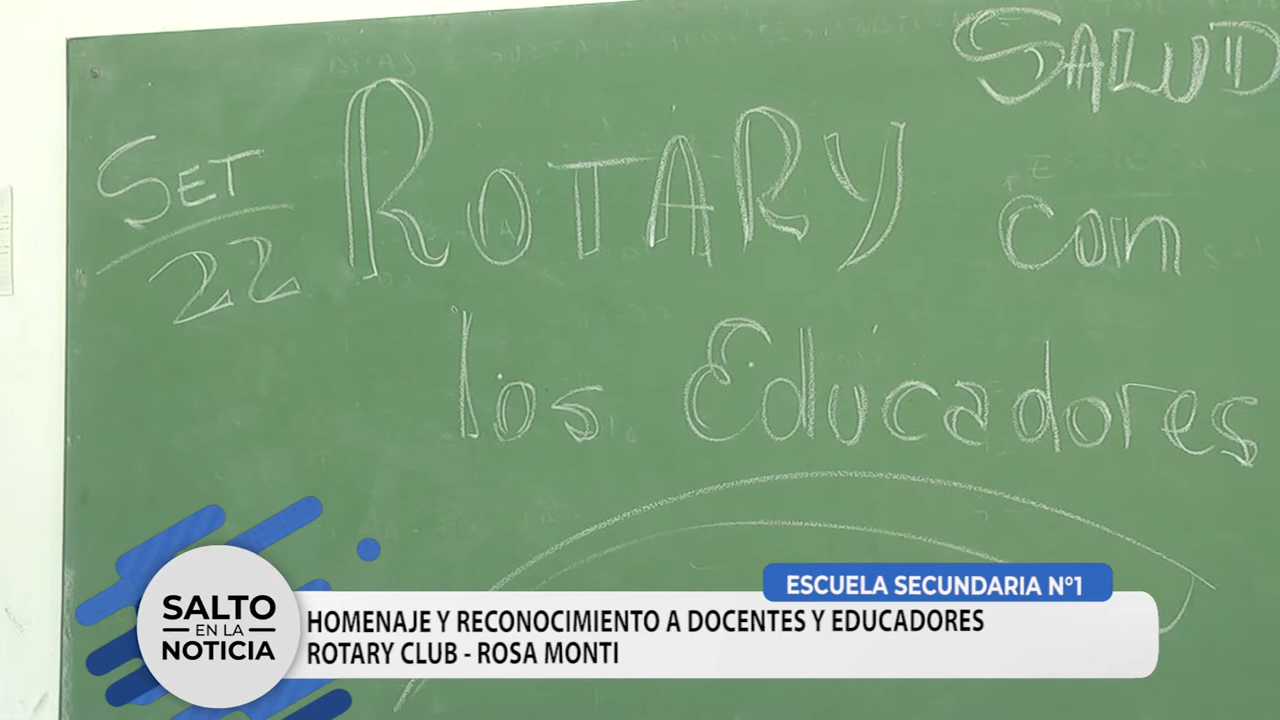 SALUD
SET
22
ROTARY con
los Educadores
ESCUELA SECUNDARIA N°1
SALTO
EN LA
NOTICIA
HOMENAJE Y RECONOCIMIENTO A DOCENTES Y EDUCADORES
ROTARY CLUB - ROSA MONTI